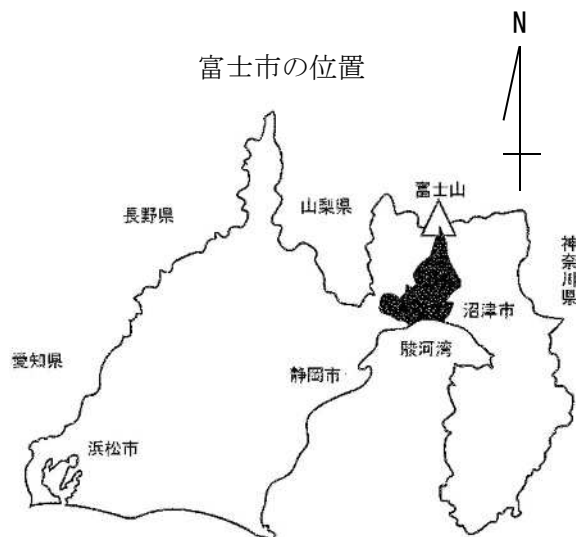 N
富士市の位置
富士山
山梨県
長野県
神奈川県
沼津市
駿河湾
静岡市
愛知県
浜松市